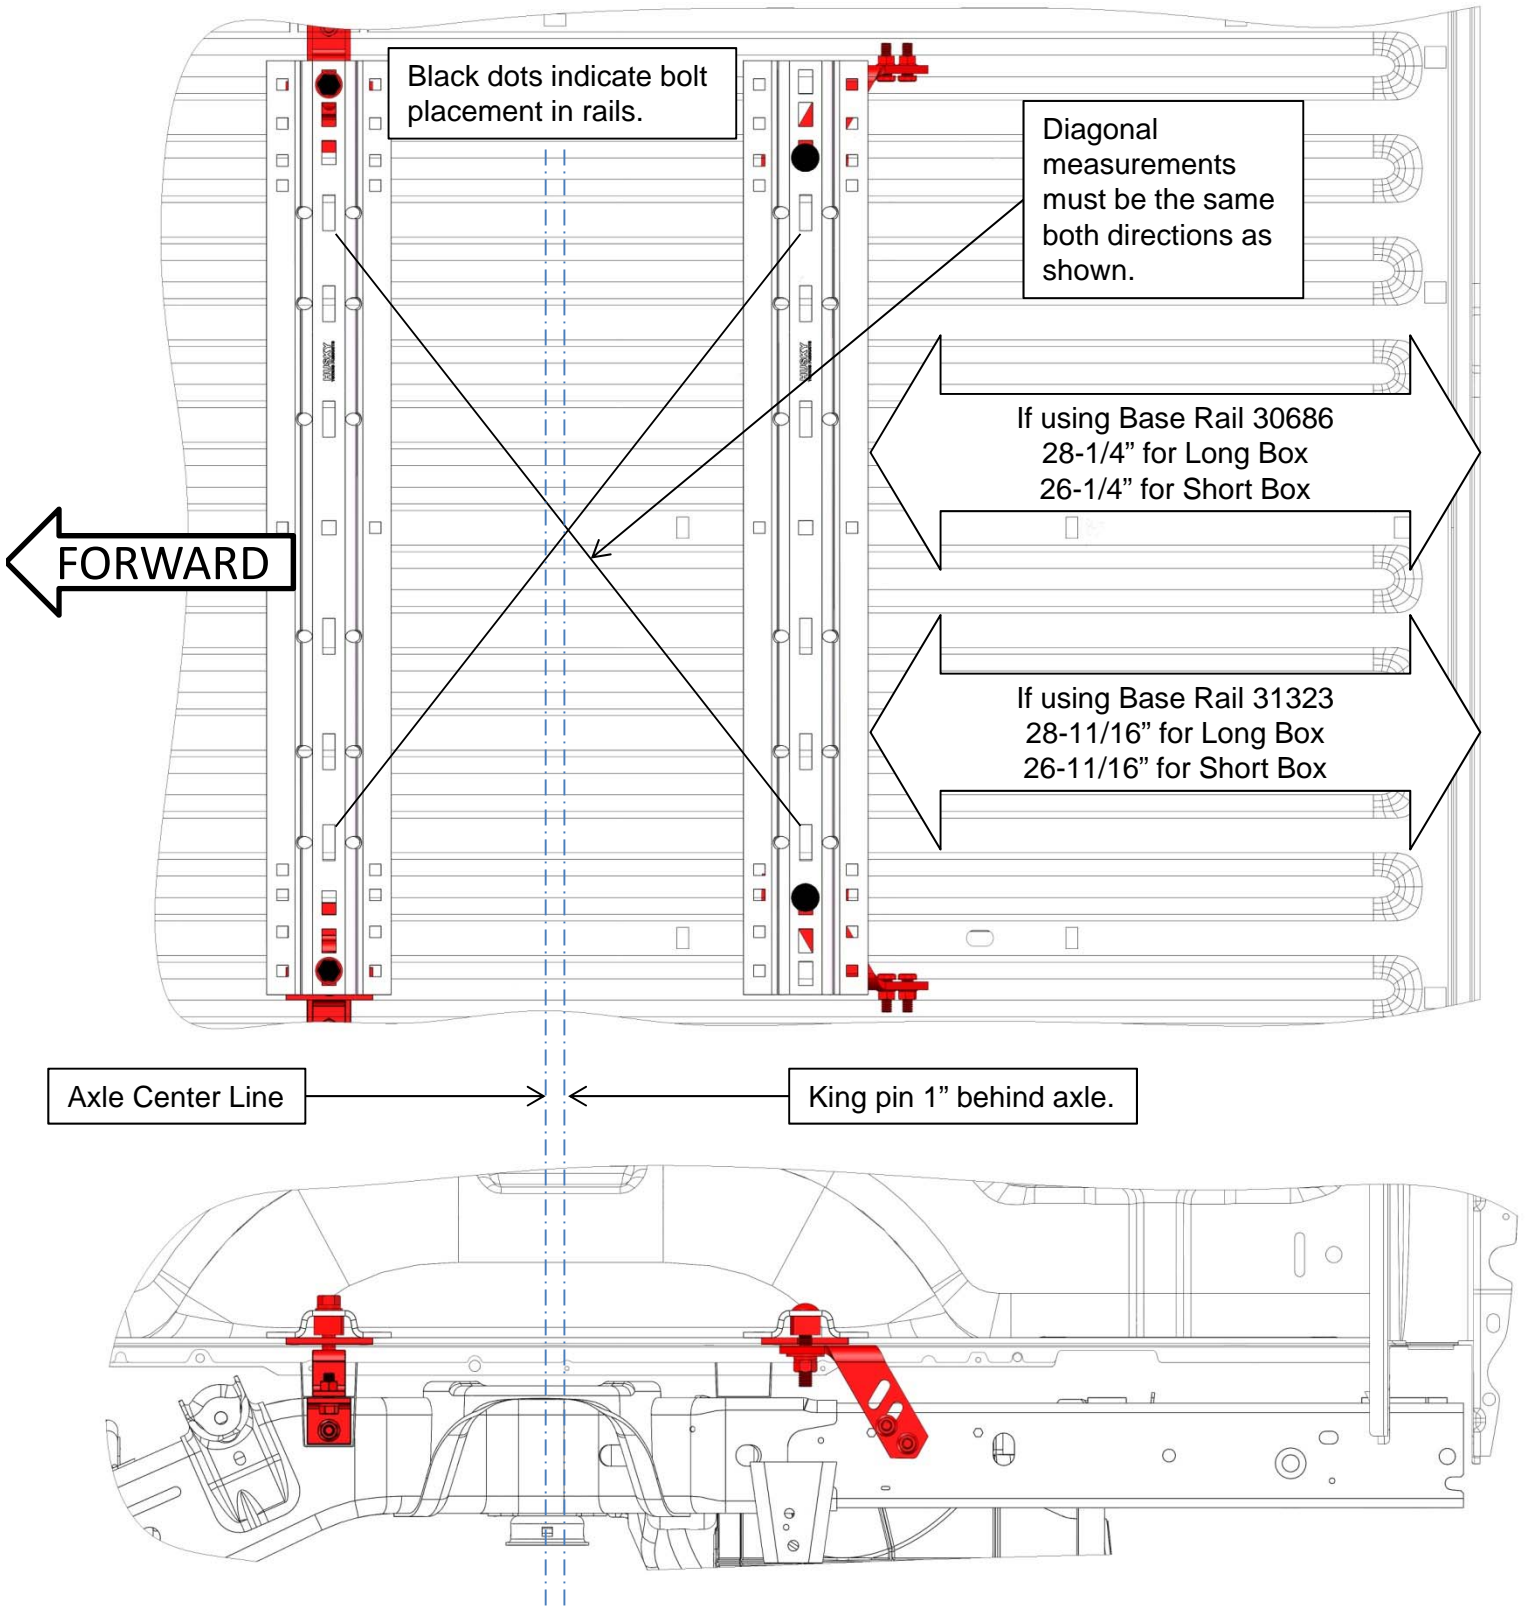 Black dots indicate bolt
placement in rails.
Diagonal
measurements
must be the same
both directions as
shown.
HUSKY
HUSKY
If using Base Rail 30686
28-1/4” for Long Box
26-1/4” for Short Box
FORWARD
If using Base Rail 31323
28-11/16” for Long Box
26-11/16” for Short Box
Axle Center Line
King pin 1” behind axle.